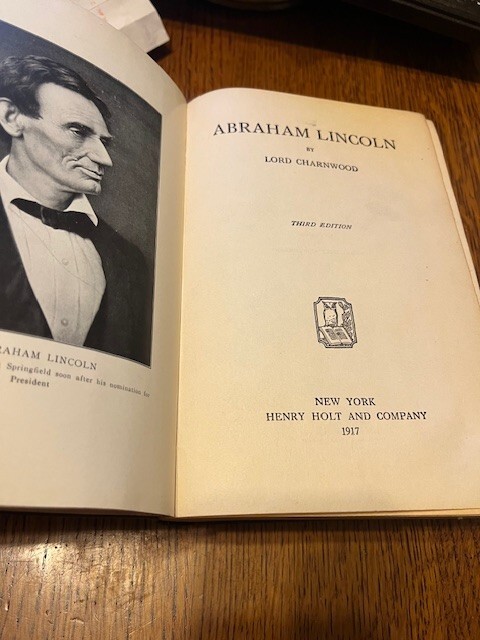 RAHAM LINCOLN
Springfield soon after his nomination for
President
ABRAHAM LINCOLN
BY
LORD CHARNWOOD
THIRD EDITION
NEW YORK
HENRY HOLT AND COMPANY
1917